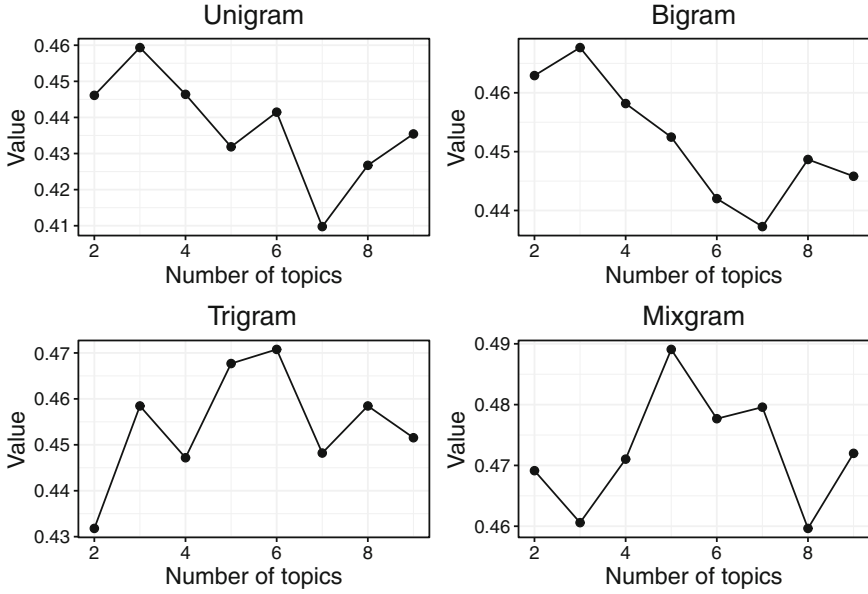 Unigram
Value
0.46
0.45
0.44
0.43
0.42
0.41
2 4 6 8
Number of topics
Bigram
Value
0.46
0.45
0.44
2 4 6 8
Number of topics
Trigram
Value
0.47
0.46
0.45
0.44
0.43
2 4 6 8
Number of topics
Mixgram
Value
0.49
0.48
0.47
0.46
2 4 6 8
Number of topics